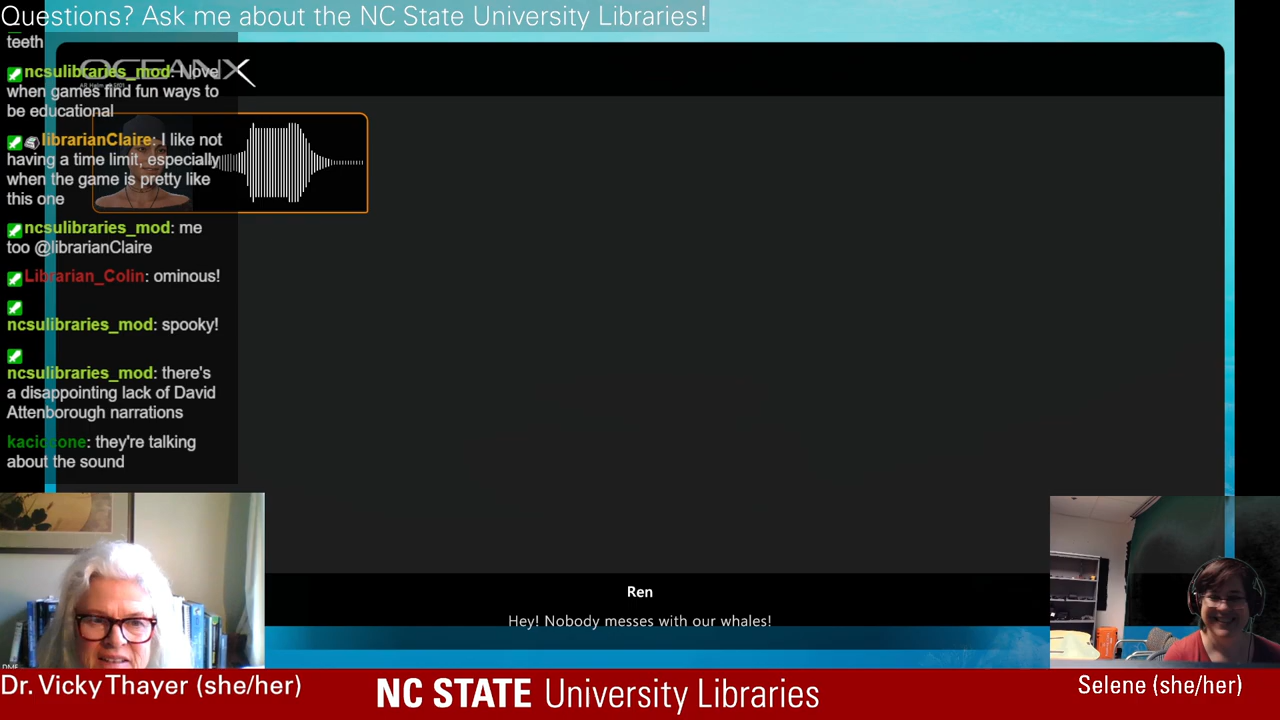 Questions? Ask me about the NC State University Libraries!
teeth
OCEANX
ncsulibraries_mod: I love
when games find fun ways to
be educational
librarianClaire: I like not
having a time limit, especially
when the game is pretty like
this one
ncsulibraries_mod: me
too @librarianClaire
Librarian_Colin: ominous!
ncsulibraries_mod: spooky!
ncsulibraries_mod: there's
a disappointing lack of David
Attenborough narrations
kaciccone: they're talking
about the sound
Ren
Hey! Nobody messes with our whales!
Dr. Vicky Thayer (she/her)
NC STATE University Libraries
Selene (she/her)